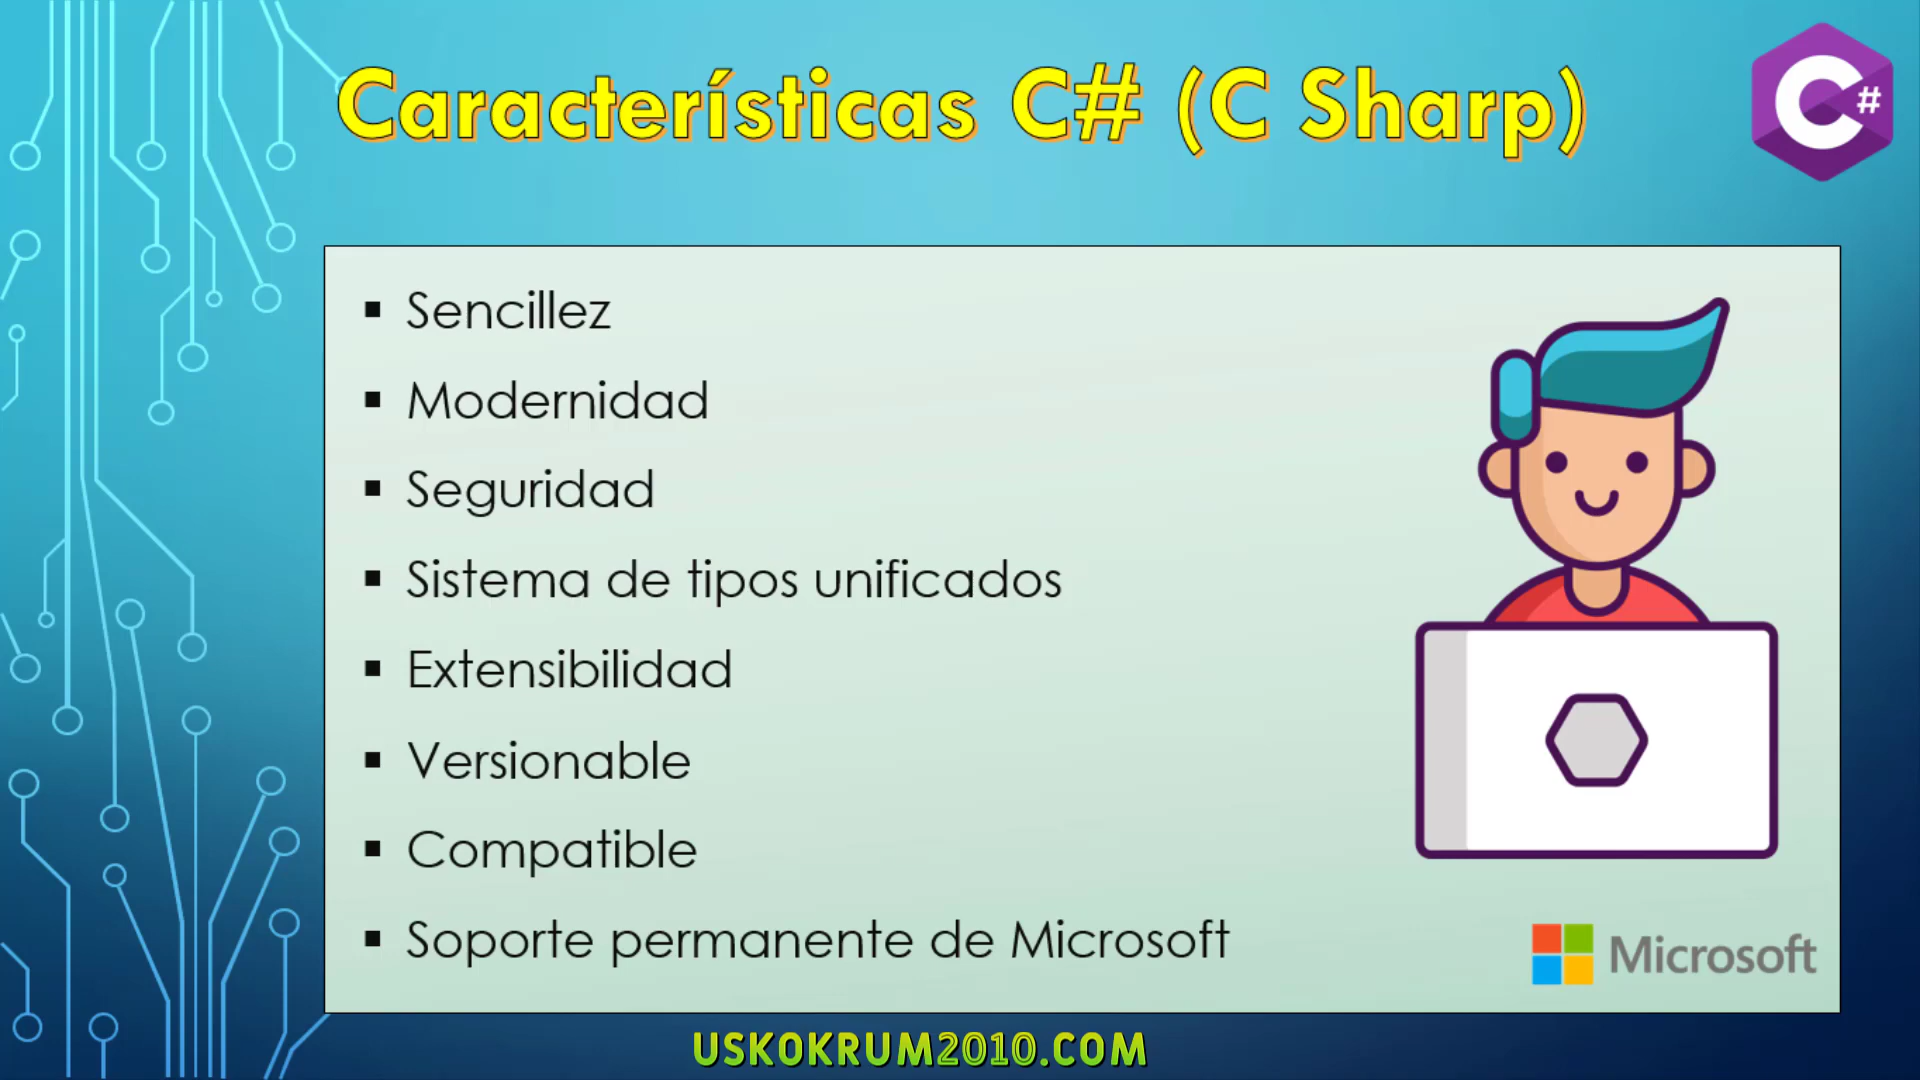 Características C# (C Sharp)
C#
▪ Sencillez
▪ Modernidad
▪ Seguridad
▪ Sistema de tipos unificados
▪ Extensibilidad
▪ Versionable
▪ Compatible
▪ Soporte permanente de Microsoft
Microsoft
USKOKRUM2010.COM